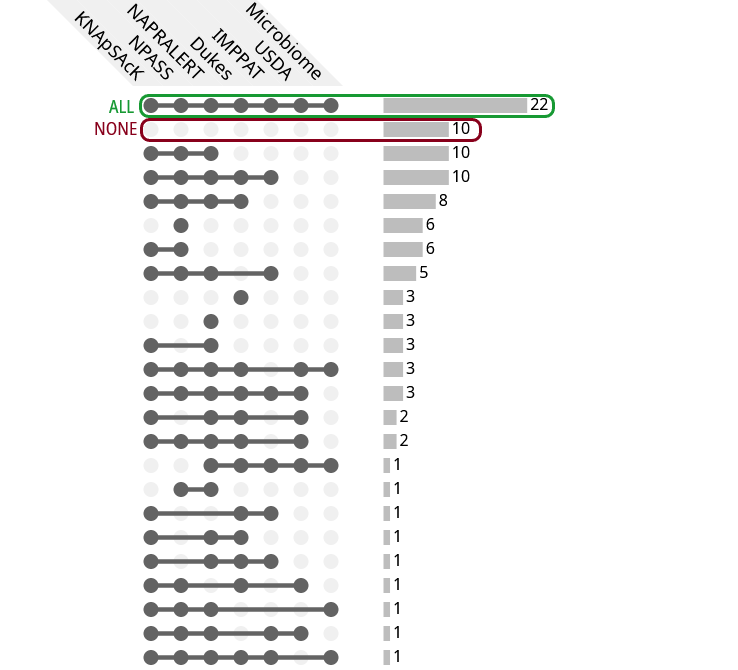 KNApSAcK
NPASS
NAPRALERT
Dukes
IMPPAT
USDA
Microbiome
ALL 22
NONE 10
10
10
8
6
6
5
3
3
3
3
3
2
2
1
1
1
1
1
1
1
1
1